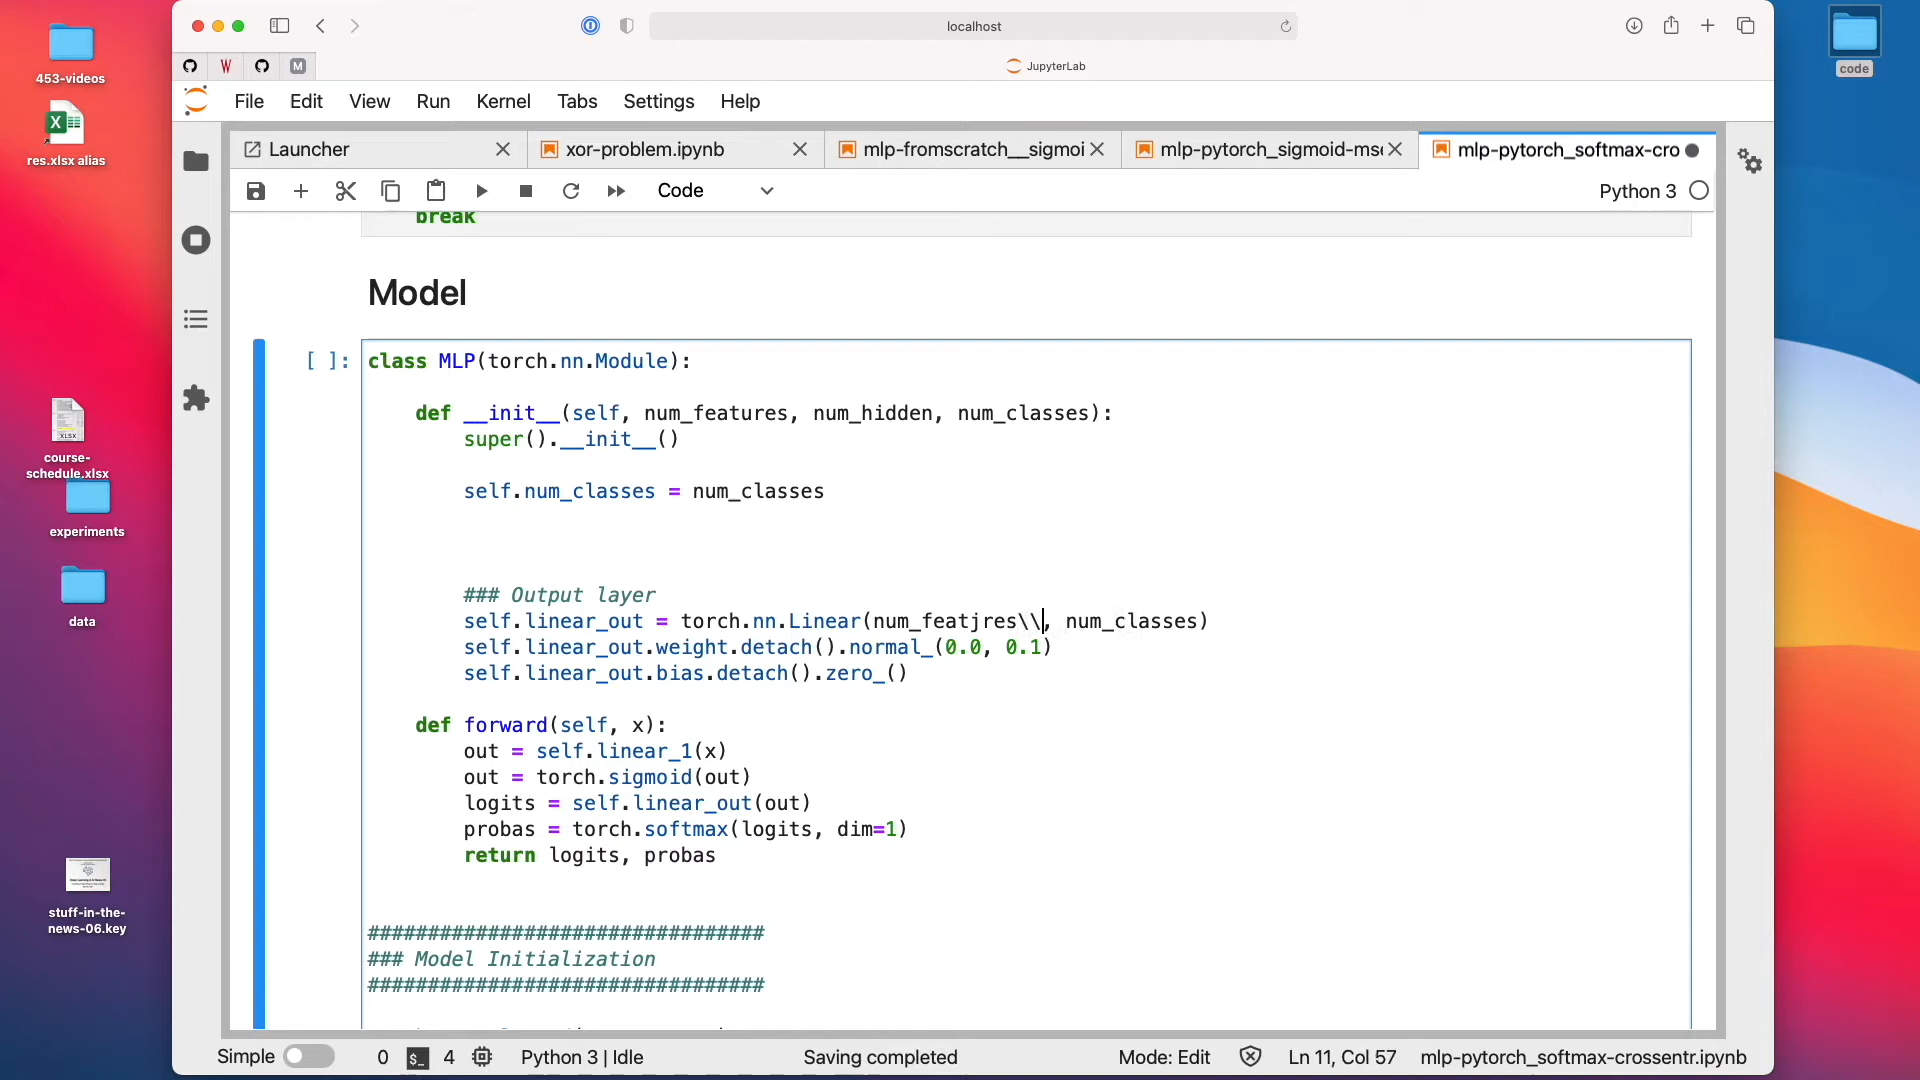 453-videos
res.xlsx alias
XLSX
course-
schedule.xlsx
experiments
data
stuff-in-the-
news-06.key
code
localhost
W
M
JupyterLab
File Edit View Run Kernel Tabs Settings Help
Launcher
xor-problem.ipynb
mlp-fromscratch__sigmoi
mlp-pytorch_sigmoid-mse
mlp-pytorch_softmax-cro
Code
Python 3
break
Model
[ ]:
class MLP(torch.nn.Module):
def __init__(self, num_features, num_hidden, num_classes):
super().__init__()
self.num_classes = num_classes
### Output layer
self.linear_out = torch.nn.Linear(num_featjres\\, num_classes)
self.linear_out.weight.detach().normal_(0.0, 0.1)
self.linear_out.bias.detach().zero_()
def forward(self, x):
out = self.linear_1(x)
out = torch.sigmoid(out)
logits = self.linear_out(out)
probas = torch.softmax(logits, dim=1)
return logits, probas
#################################
### Model Initialization
#################################
Simple 0 $_ 4 Python 3 | Idle Saving completed Mode: Edit Ln 11, Col 57 mlp-pytorch_softmax-crossentr.ipynb